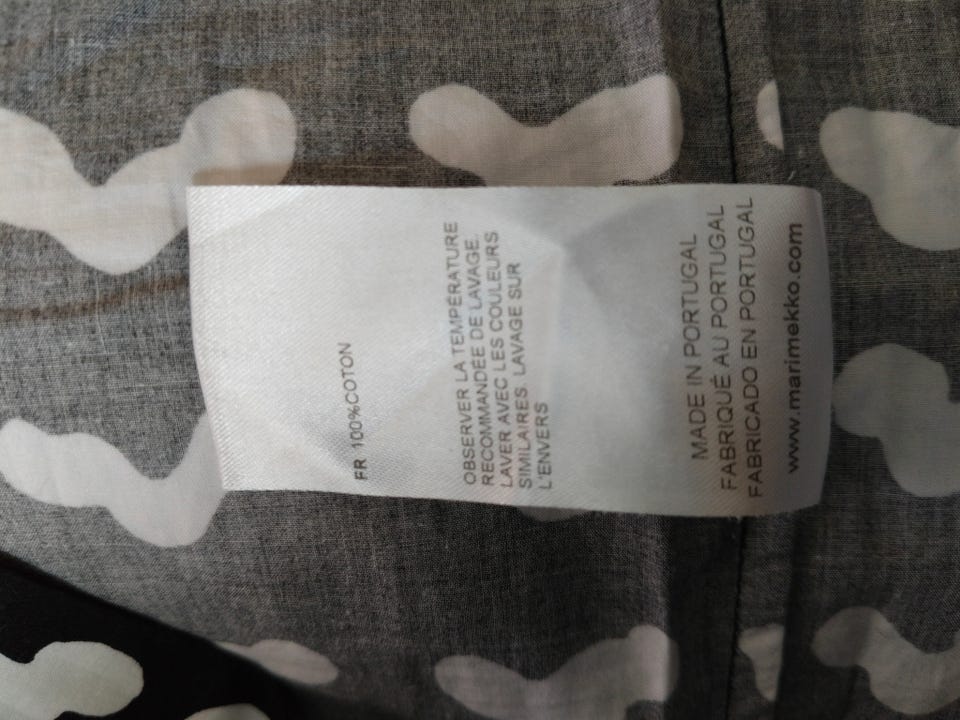 FR 100%COTON
OBSERVER LA TEMPÉRATURE
RECOMMANDÉE DE LAVAGE.
LAVER AVEC LES COULEURS
SIMILAIRES. LAVAGE SUR
L'ENVERS
MADE IN PORTUGAL
FABRIQUÉ AU PORTUGAL
FABRICADO EN PORTUGAL
www.marimekko.com